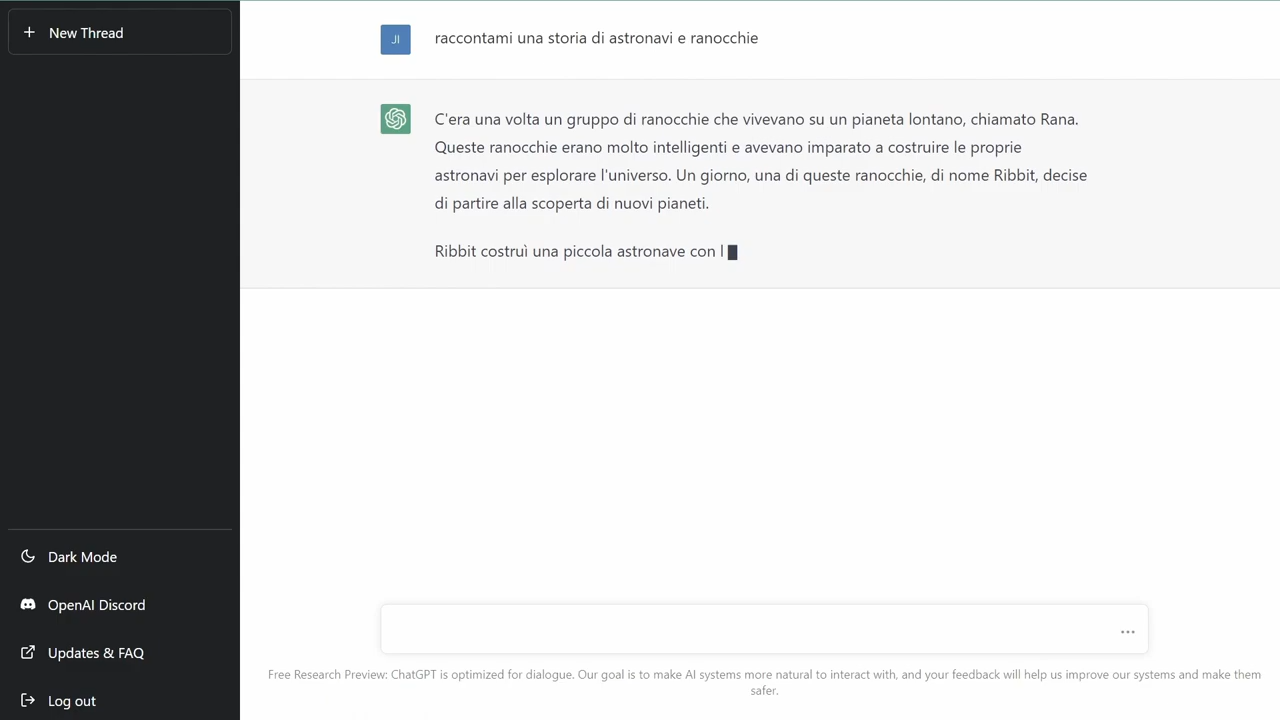 New Thread
JI
raccontami una storia di astronavi e ranocchie
C'era una volta un gruppo di ranocchie che vivevano su un pianeta lontano, chiamato Rana.
Queste ranocchie erano molto intelligenti e avevano imparato a costruire le proprie
astronavi per esplorare l'universo. Un giorno, una di queste ranocchie, di nome Ribbit, decise
di partire alla scoperta di nuovi pianeti.
Ribbit costruì una piccola astronave con l
Dark Mode
OpenAI Discord
Updates & FAQ
Log out
Free Research Preview: ChatGPT is optimized for dialogue. Our goal is to make AI systems more natural to interact with, and your feedback will help us improve our systems and make them
safer.